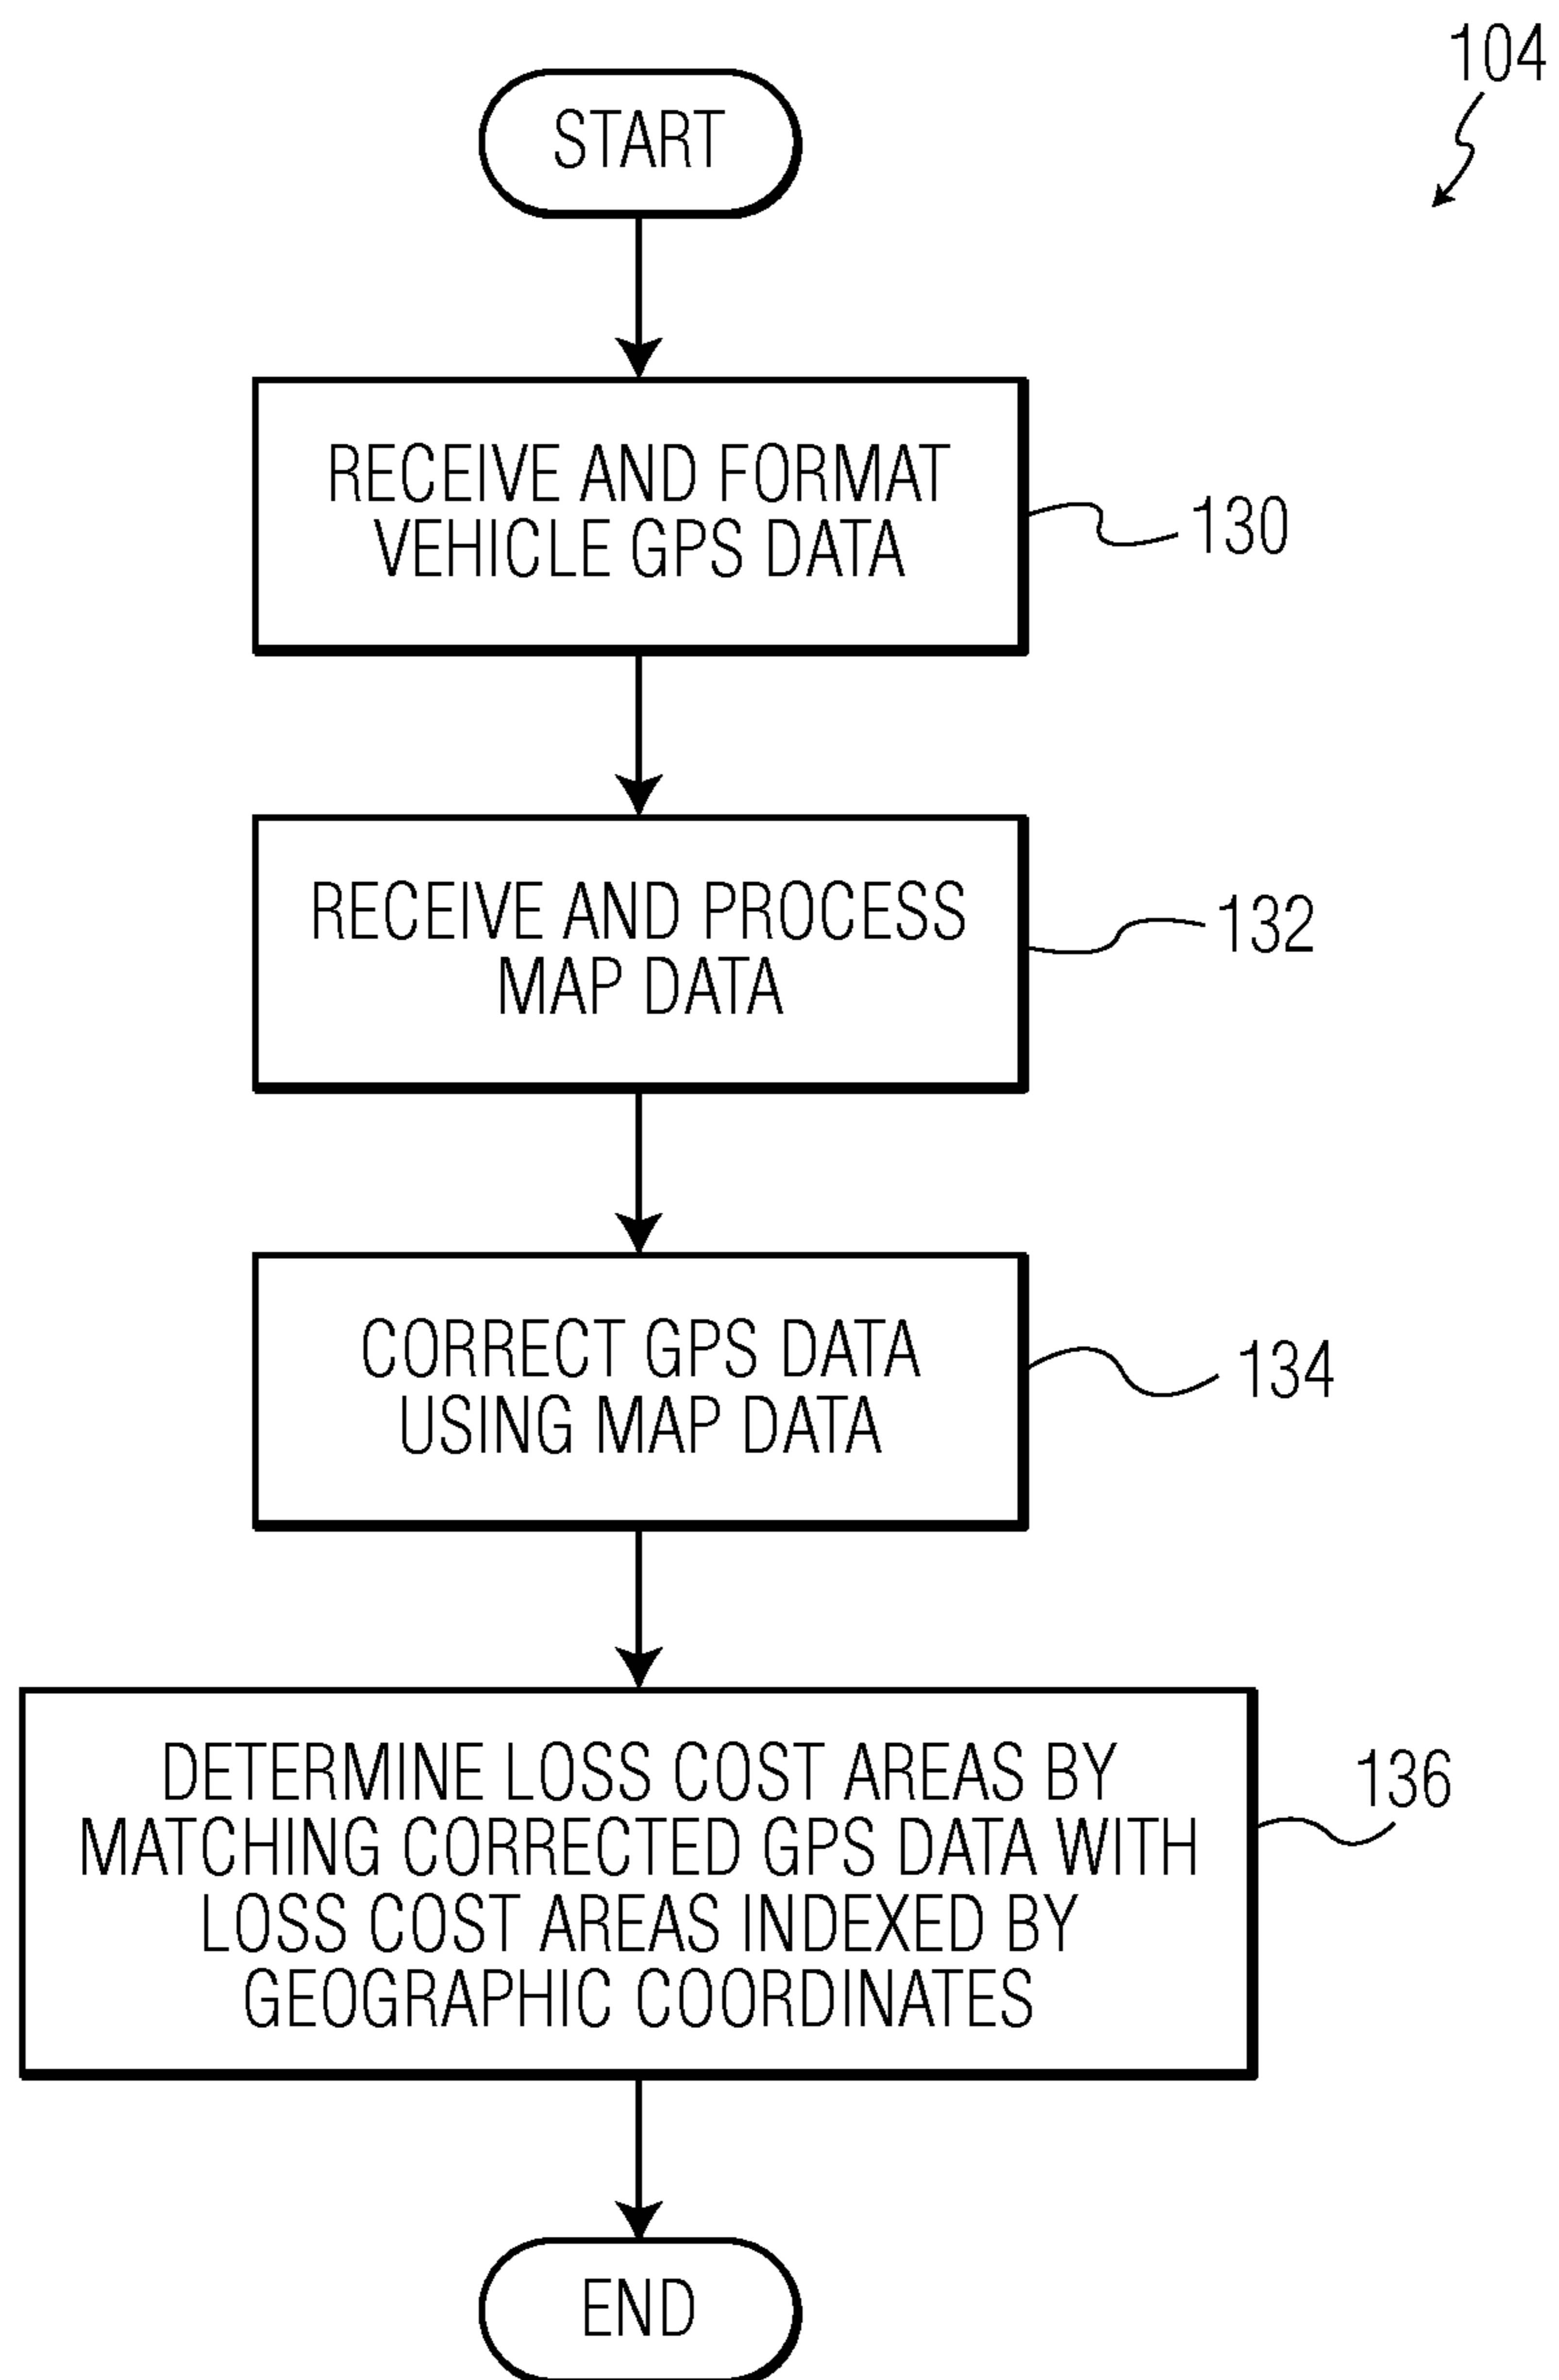 104
START
RECEIVE AND FORMAT
VEHICLE GPS DATA
130
RECEIVE AND PROCESS
MAP DATA
132
CORRECT GPS DATA
USING MAP DATA
134
DETERMINE LOSS COST AREAS BY
MATCHING CORRECTED GPS DATA WITH
LOSS COST AREAS INDEXED BY
GEOGRAPHIC COORDINATES
136
END